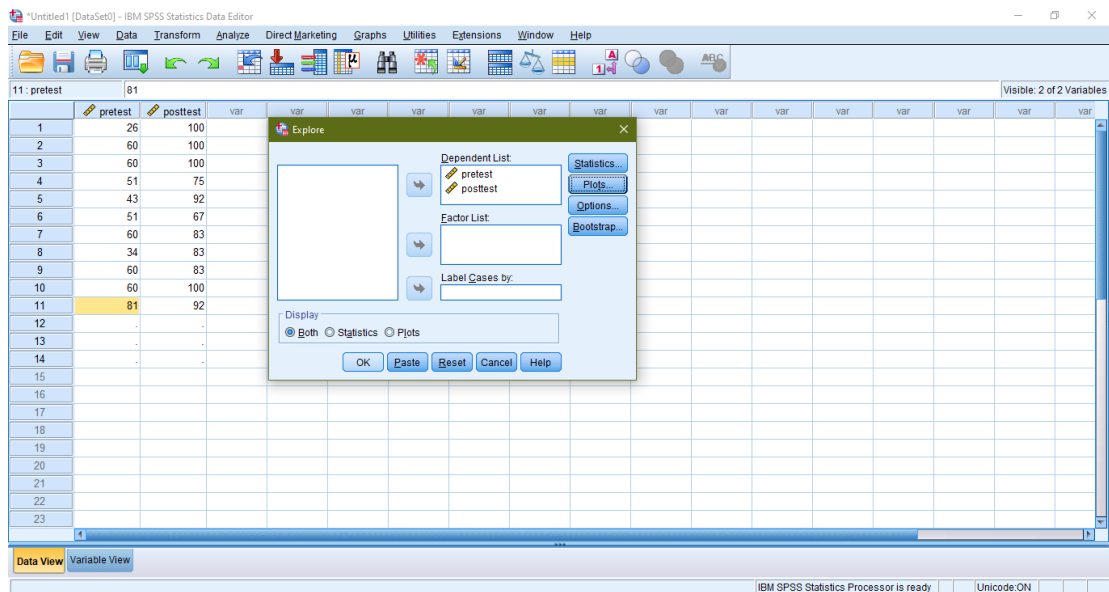 *Untitled1 [DataSet0] - IBM SPSS Statistics Data Editor
File Edit View Data Transform Analyze Direct Marketing Graphs Utilities Extensions Window Help
11 : pretest 81 Visible: 2 of 2 Variables
pretest posttest var var var var var var var var var var var var var var var
1 26 100
2 60 100
3 60 100
4 51 75
5 43 92
6 51 67
7 60 83
8 34 83
9 60 83
10 60 100
11 81 92
12 . .
13 . .
14 . .
15
16
17
18
19
20
21
22
23
Explore
Dependent List:
pretest
posttest
Factor List:
Label Cases by:
Statistics...
Plots...
Options...
Bootstrap...
Display
Both Statistics Plots
OK Paste Reset Cancel Help
Data View Variable View
IBM SPSS Statistics Processor is ready Unicode:ON